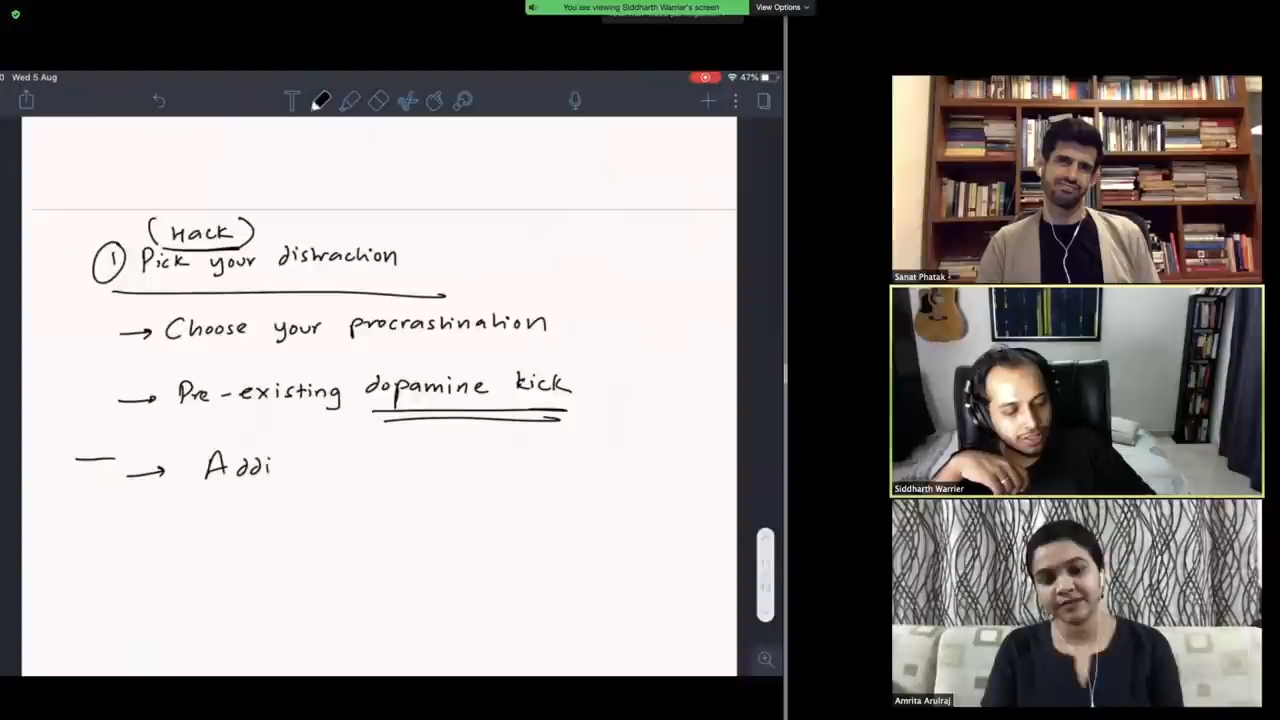 You are viewing Siddharth Warrier's screen
View Options
Wed 5 Aug
47%
(Hack)
1 Pick your distraction
→ Choose your procrastination
→ Pre-existing dopamine kick
→ Addi
Sanat Phatak
Siddharth Warrier
Amrita Arulraj